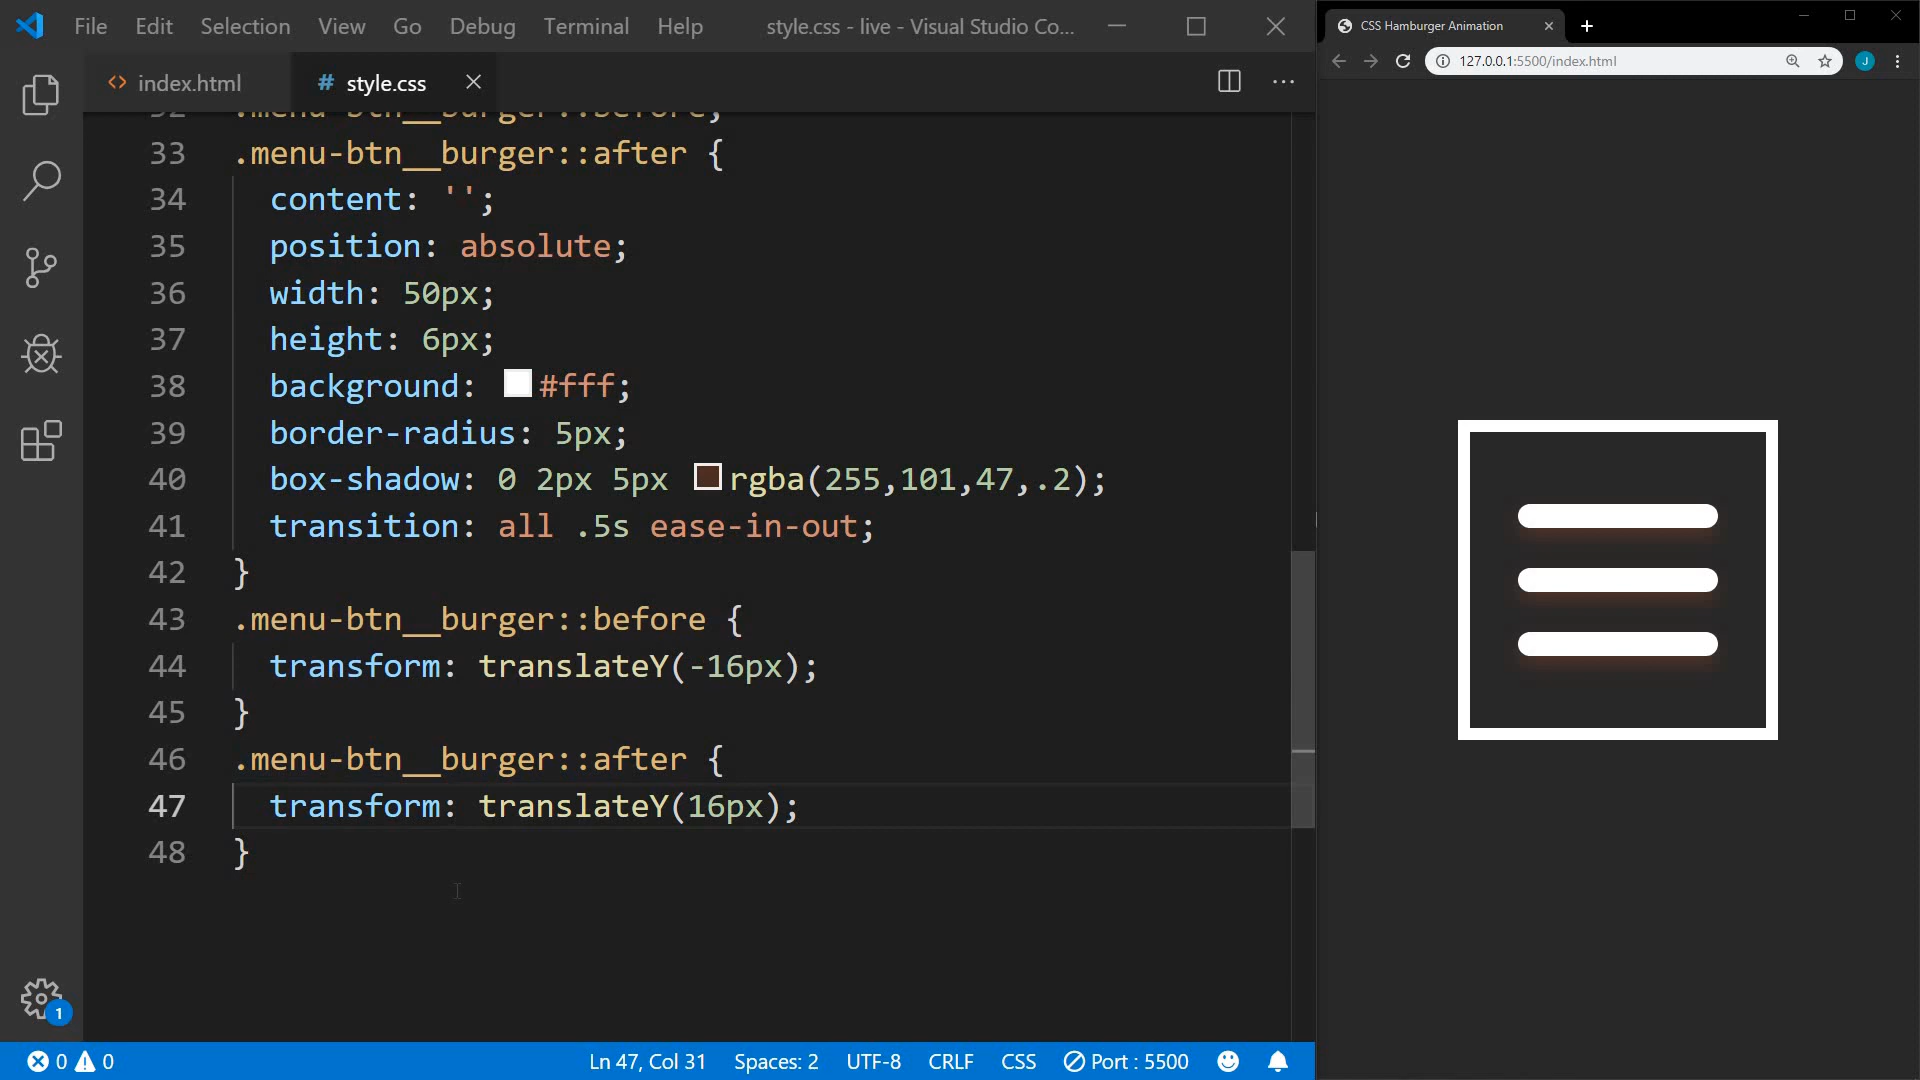 File Edit Selection View Go Debug Terminal Help style.css - live - Visual Studio Co...
index.html
style.css
32 .menu-btn__burger::before,
33 .menu-btn__burger::after {
34 content: '';
35 position: absolute;
36 width: 50px;
37 height: 6px;
38 background: #fff;
39 border-radius: 5px;
40 box-shadow: 0 2px 5px rgba(255,101,47,.2);
41 transition: all .5s ease-in-out;
42 }
43 .menu-btn__burger::before {
44 transform: translateY(-16px);
45 }
46 .menu-btn__burger::after {
47 transform: translateY(16px);
48 }
1
0 0 Ln 47, Col 31 Spaces: 2 UTF-8 CRLF CSS Port : 5500
CSS Hamburger Animation
127.0.0.1:5500/index.html
J